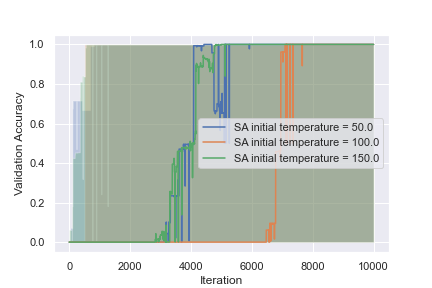 1.0
0.8
0.6
0.4
0.2
0.0
Validation Accuracy
SA initial temperature = 50.0
SA initial temperature = 100.0
SA initial temperature = 150.0
0 2000 4000 6000 8000 10000
Iteration